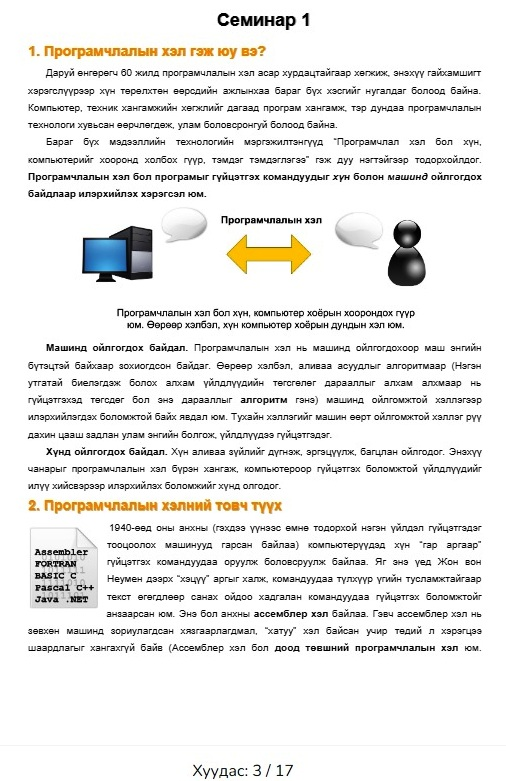 Семинар 1
1. Програмчлалын хэл гэж юу вэ?
Даруй өнгөрөгч 60 жилд програмчлалын хэл асар хурдацтайгаар хөгжиж, энэхүү гайхамшигт
хэрэгслүүрээр хүн төрөлхтөн өөрсдийн ажлынхаа бараг бүх хэсгийг нугалдаг болоод байна.
Компьютер, техник хангамжийн хөгжлийг дагаад програм хангамж, тэр дундаа програмчлалын
технологи хувьсан өөрчлөгдөж, улам боловсронгуй болоод байна.
Бараг бүх мэдээллийн технологийн мэргэжилтэнгүүд "Програмчлал хэл бол хүн,
компьютерийг хооронд холбох гүүр, тэмдэг тэмдэглэгээ" гэж дуу нэгтэйгээр тодорхойлдог.
Програмчлалын хэл бол програмыг гүйцэтгэх командуудыг хүн болон машинд ойлгогдох
байдлаар илэрхийлэх хэрэгсэл юм.
Програмчлалын хэл
Програмчлалын хэл бол хүн, компьютер хоёрын хоорондох гүүр
юм. Өөрөөр хэлбэл, хүн компьютер хоёрын дундын хэл юм.
Машинд ойлгогдох байдал. Програмчлалын хэл нь машинд ойлгогдохоор маш энгийн
бүтэцтэй байхаар зохиогдсон байдаг. Өөрөөр хэлбэл, аливаа асуудлыг алгоритмаар (Нэгэн
утгатай биелэгдэж болох алхам үйлдлүүдийн төгсгөлөг дарааллыг алхам алхмаар нь
гүйцэтгэхэд төгсдөг бол энэ дарааллыг алгоритм гэнэ) машинд ойлгомжтой хэллэгээр
илэрхийлэгдэх боломжтой байх явдал юм. Тухайн хэллэгийг машин өөрт ойлгомжтой хэллэг рүү
дахин цааш задлан улам энгийн болгож, үйлдлүүдээ гүйцэтгэдэг.
Хүнд ойлгогдох байдал. Хүн аливаа зүйлийг дүгнэж, эргэцүүлж, багцлан ойлгодог. Энэхүү
чанарыг програмчлалын хэл бүрэн хангаж, компьютероор гүйцэтгэх боломжтой үйлдлүүдийг
илүү хийсвэрээр илэрхийлэх боломжийг хүнд олгодог.
2. Програмчлалын хэлний товч түүх
Assembler
FORTRAN
BASIC C
Pascal C++
Java .NET
1940-өөд оны анхны (гэхдээ үүнээс өмнө тодорхой нэгэн үйлдэл гүйцэтгэдэг
тооцоолох машинууд гарсан байлаа) компьютерүүдэд хүн "гар аргаар"
гүйцэтгэх командуудаа оруулж боловсруулж байлаа. Яг энэ үед Жон вон
Неумен дээрх "хэцүү" аргыг халж, командуудаа түлхүүр үгийн тусламжтайгаар
текст өгөгдлөөр санах ойдоо хадгалан командуудаа гүйцэтгэх боломжтойг
анзаарсан юм. Энэ бол анхны ассемблер хэл байлаа. Гэвч ассемблер хэл нь
зөвхөн машинд зориулагдсан хязгаарлагдмал, "хатуу" хэл байсан учир төдий л хэрэгцээ
шаардлагыг хангахгүй байв (Ассемблер хэл бол доод төвшний програмчлалын хэл юм.
Хуудас: 3 / 17